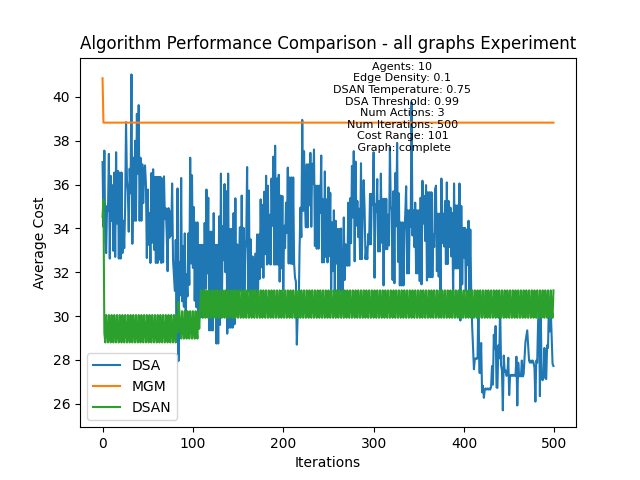 Algorithm Performance Comparison - all graphs Experiment
Agents: 10
Edge Density: 0.1
DSAN Temperature: 0.75
DSA Threshold: 0.99
Num Actions: 3
Num Iterations: 500
Cost Range: 101
Graph: complete
Average Cost
40
38
36
34
32
30
28
26
DSA
MGM
DSAN
0
100
200
300
400
500
Iterations